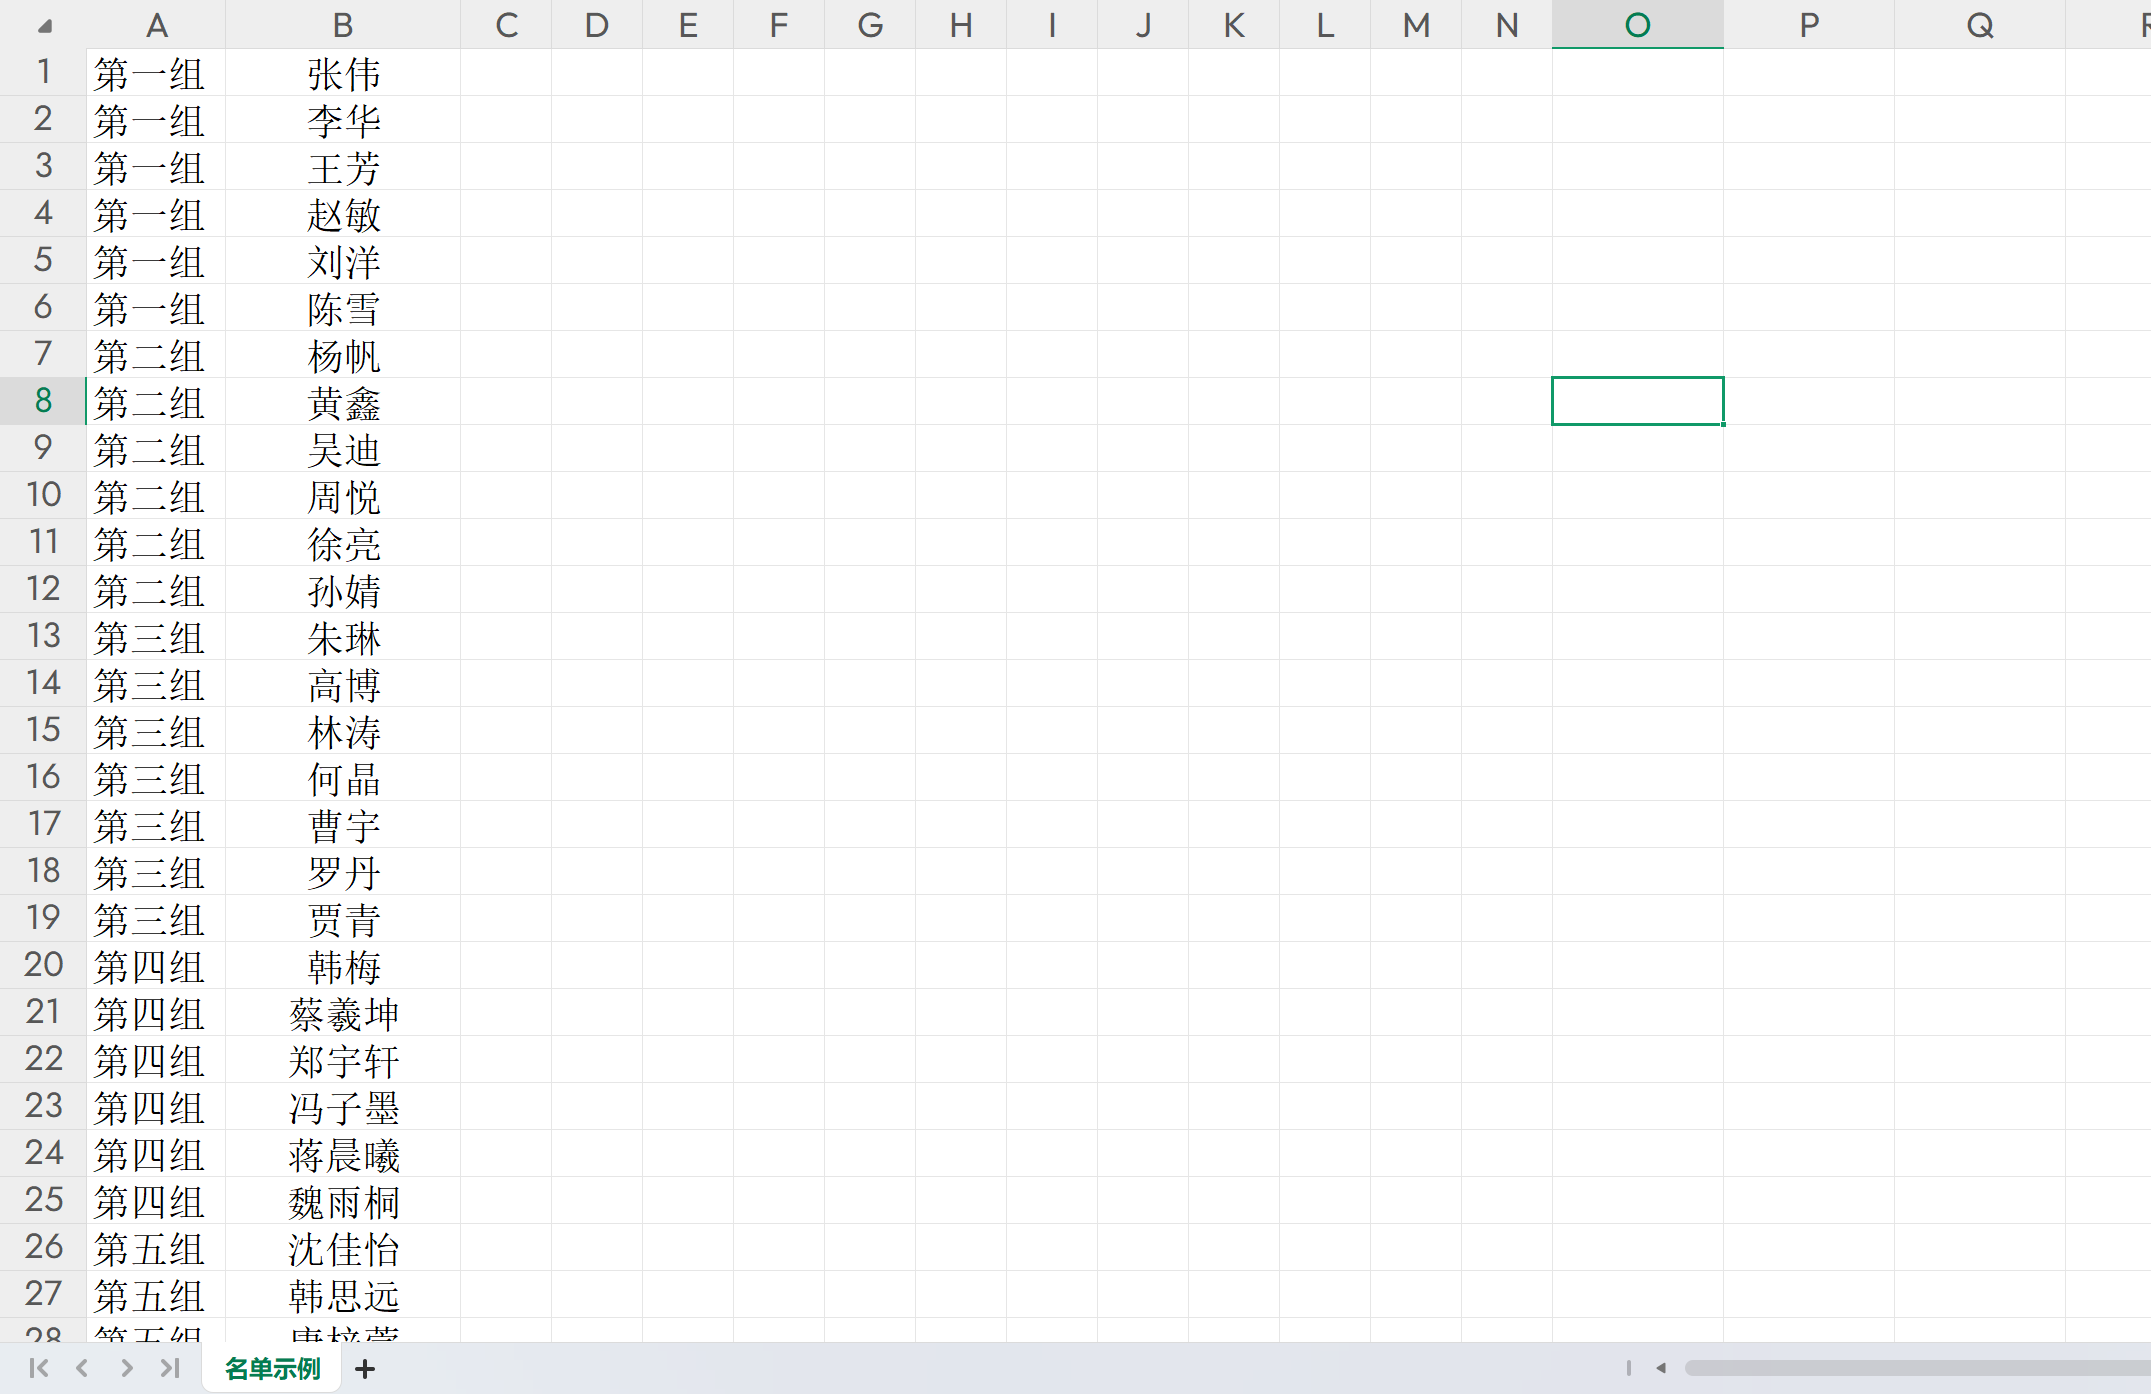 A B C D E F G H I J K L M N O P Q R
1 第一组 张伟
2 第一组 李华
3 第一组 王芳
4 第一组 赵敏
5 第一组 刘洋
6 第一组 陈雪
7 第二组 杨帆
8 第二组 黄鑫
9 第二组 吴迪
10 第二组 周悦
11 第二组 徐亮
12 第二组 孙婧
13 第三组 朱琳
14 第三组 高博
15 第三组 林涛
16 第三组 何晶
17 第三组 曹宇
18 第三组 罗丹
19 第三组 贾青
20 第四组 韩梅
21 第四组 蔡羲坤
22 第四组 郑宇轩
23 第四组 冯子墨
24 第四组 蒋晨曦
25 第四组 魏雨桐
26 第五组 沈佳怡
27 第五组 韩思远
28 第五组
名单示例